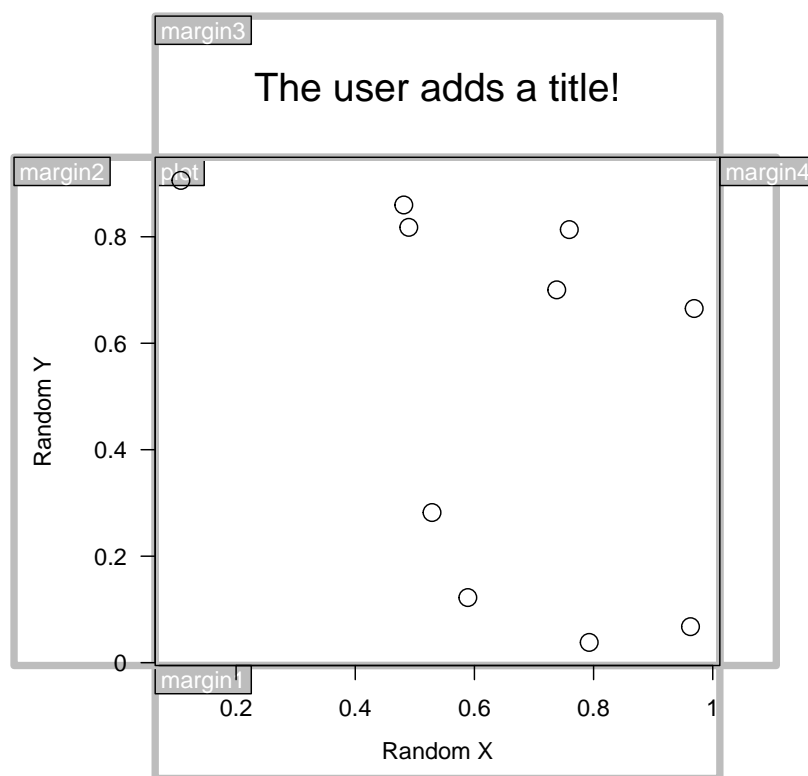 margin3
The user adds a title!
margin2
plot
margin4
0.8
0.6
0.4
0.2
0
Random Y
margin1
0.2 0.4 0.6 0.8 1
Random X